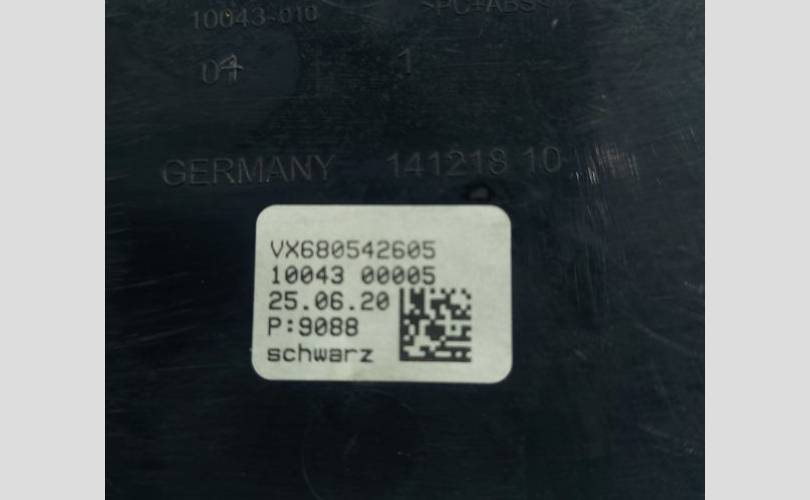 10043-010 >PC+ABS<
04 1
GERMANY 141218 10
VX680542605
10043 00005
25.06.20
P:9088
schwarz